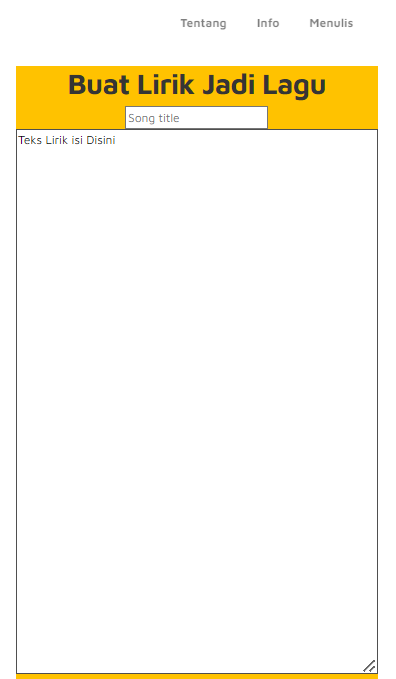 Tentang Info Menulis
Buat Lirik Jadi Lagu
Song title
Teks Lirik isi Disini